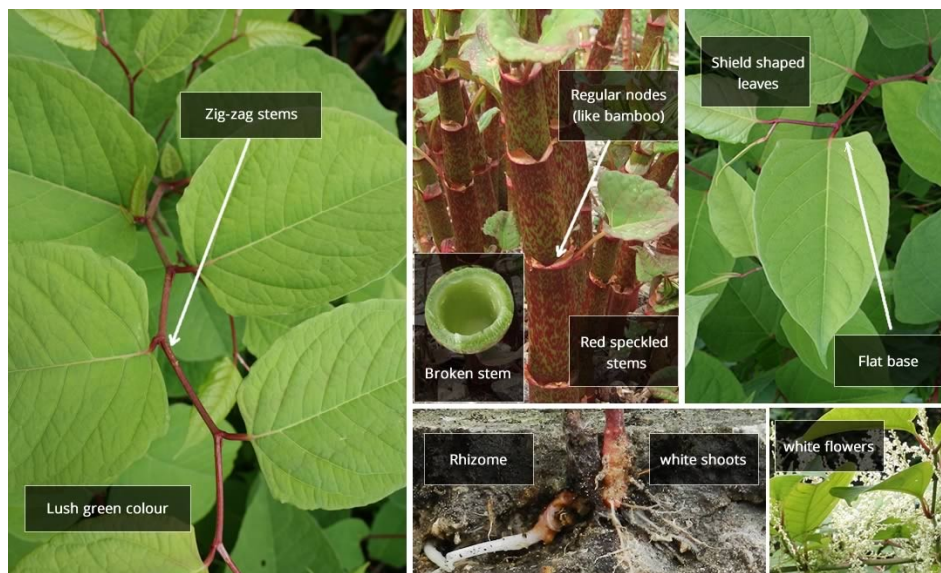 Zig-zag stems
Lush green colour
Regular nodes
(like bamboo)
Broken stem
Red speckled
stems
Shield shaped
leaves
Flat base
Rhizome
white shoots
white flowers